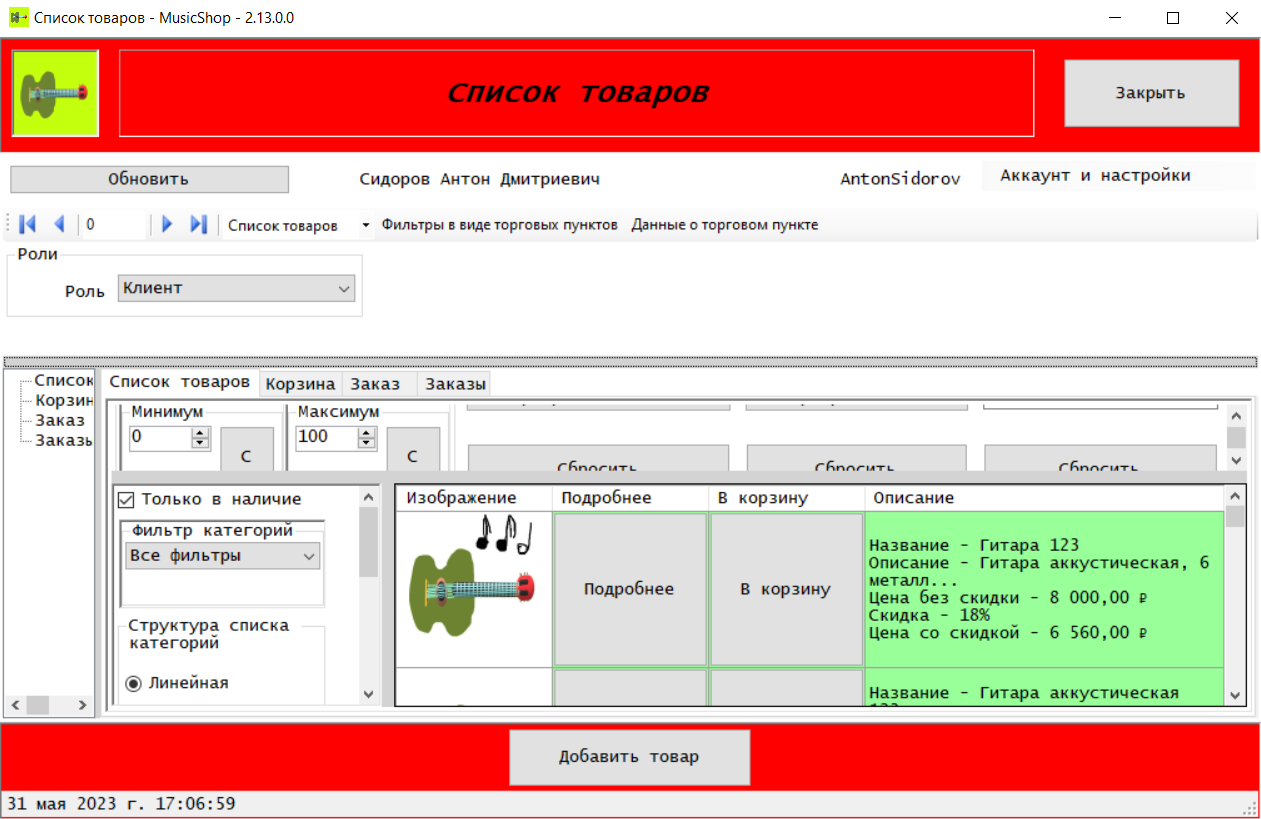 Список товаров - MusicShop - 2.13.0.0
Список товаров
Закрыть
Обновить
Сидоров Антон Дмитриевич
AntonSidorov
Аккаунт и настройки
0
Список товаров
Фильтры в виде торговых пунктов
Данные о торговом пункте
Роли
Роль
Клиент
Список
Корзин
Заказ
Заказы
Список товаров
Корзина
Заказ
Заказы
Минимум
Максимум
0
100
С
С
Сбросить
Сбросить
Сбросить
Только в наличие
Фильтр категорий
Все фильтры
Структура списка
категорий
Линейная
Изображение
Подробнее
В корзину
Описание
Подробнее
В корзину
Название - Гитара 123
Описание - Гитара аккустическая, 6
металл...
Цена без скидки - 8 000,00 ₽
Скидка - 18%
Цена со скидкой - 6 560,00 ₽
Название - Гитара аккустическая
Добавить товар
31 мая 2023 г. 17:06:59